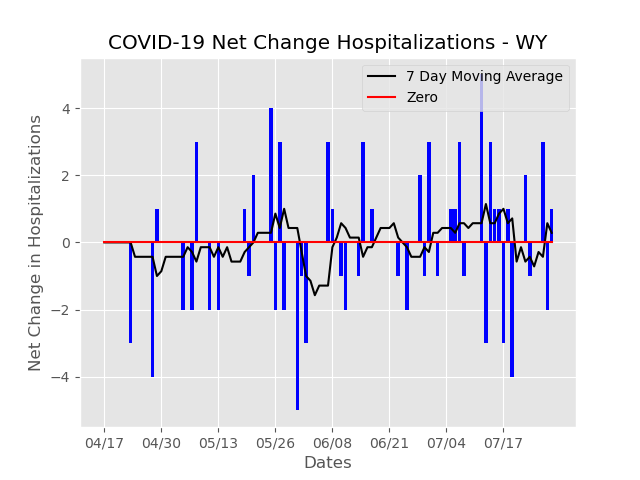 COVID-19 Net Change Hospitalizations - WY
7 Day Moving Average
Zero
Net Change in Hospitalizations
4
2
0
−2
−4
04/17 04/30 05/13 05/26 06/08 06/21 07/04 07/17
Dates